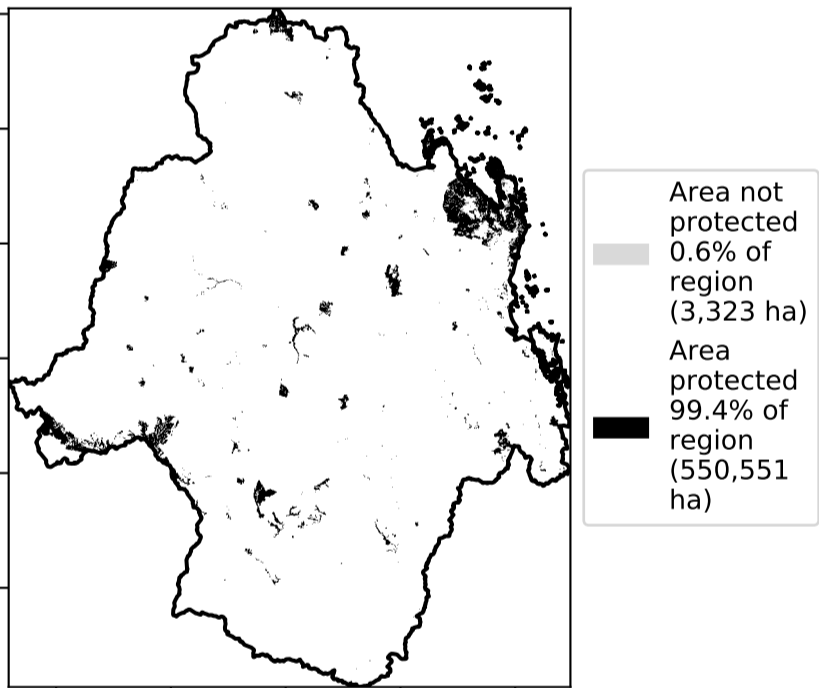 Area not
protected
0.6% of
region
(3,323 ha)
Area
protected
99.4% of
region
(550,551
ha)